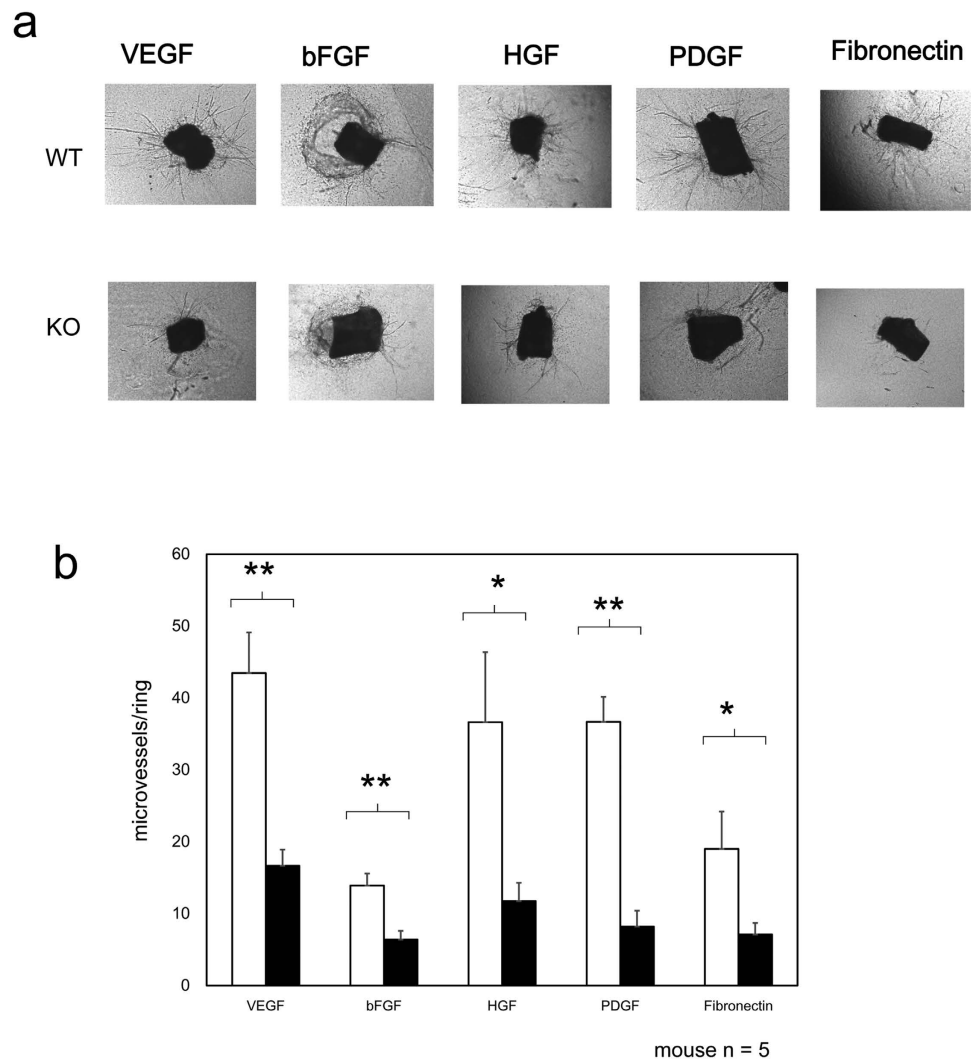 a
VEGF bFGF HGF PDGF Fibronectin
WT
KO
b
microvessels/ring
60
50
40
30
20
10
0
**
**
*
**
*
VEGF bFGF HGF PDGF Fibronectin
mouse n = 5